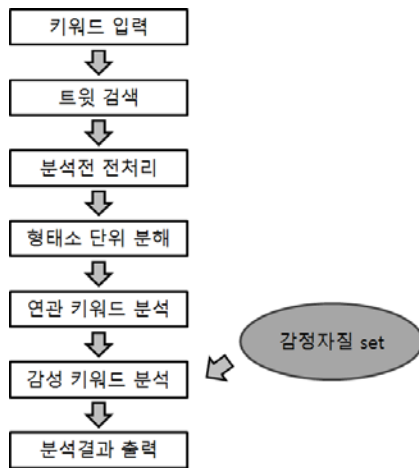 키워드 입력
트윗 검색
분석전 전처리
형태소 단위 분해
연관 키워드 분석
감정자질 set
감성 키워드 분석
분석결과 출력